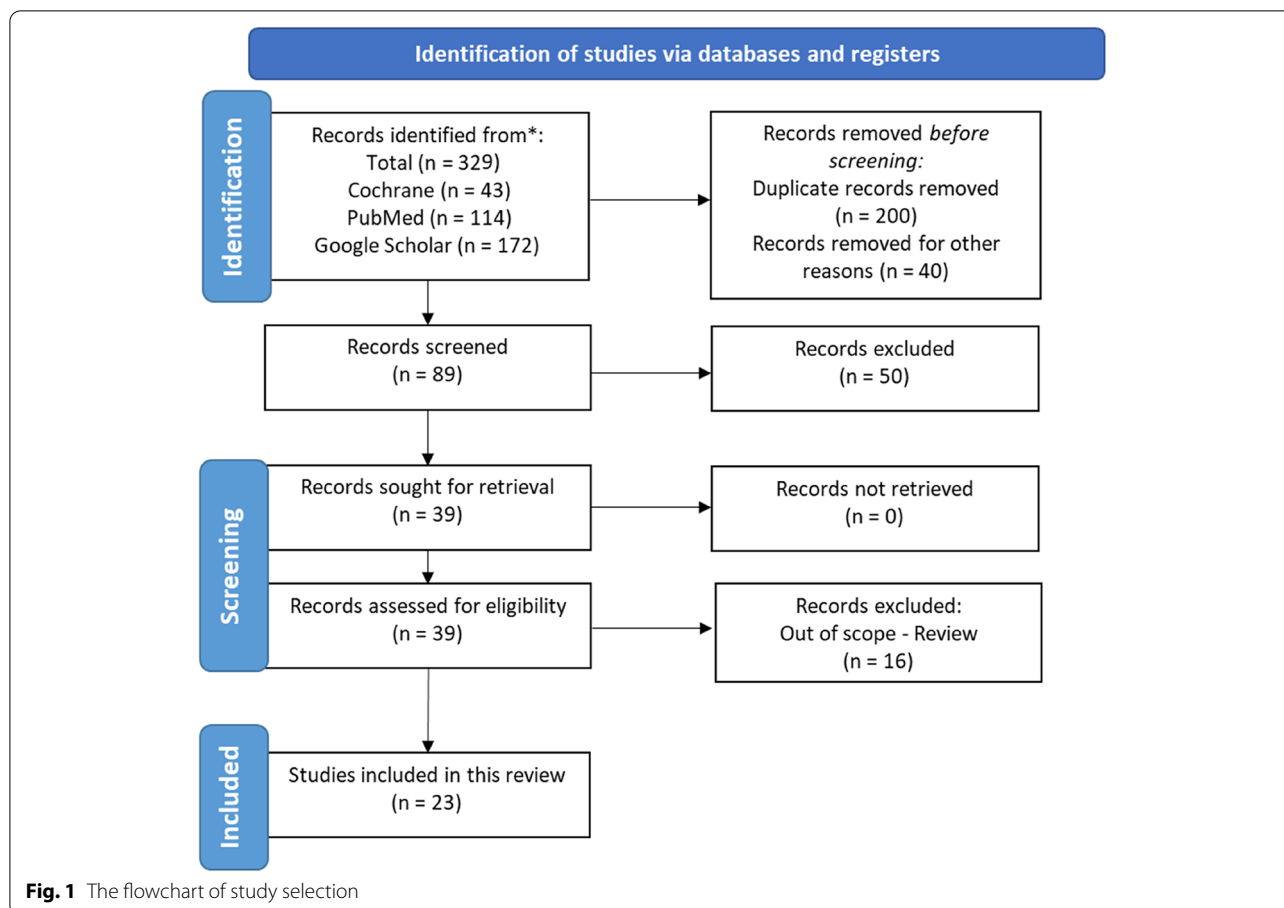 Identification of studies via databases and registers
Identification
Records identified from*:
Total (n = 329)
Cochrane (n = 43)
PubMed (n = 114)
Google Scholar (n = 172)
Records removed before
screening:
Duplicate records removed
(n = 200)
Records removed for other
reasons (n = 40)
Records screened
(n = 89)
Records excluded
(n = 50)
Screening
Records sought for retrieval
(n = 39)
Records not retrieved
(n = 0)
Records assessed for eligibility
(n = 39)
Records excluded:
Out of scope - Review
(n = 16)
Included
Studies included in this review
(n = 23)
Fig. 1 The flowchart of study selection